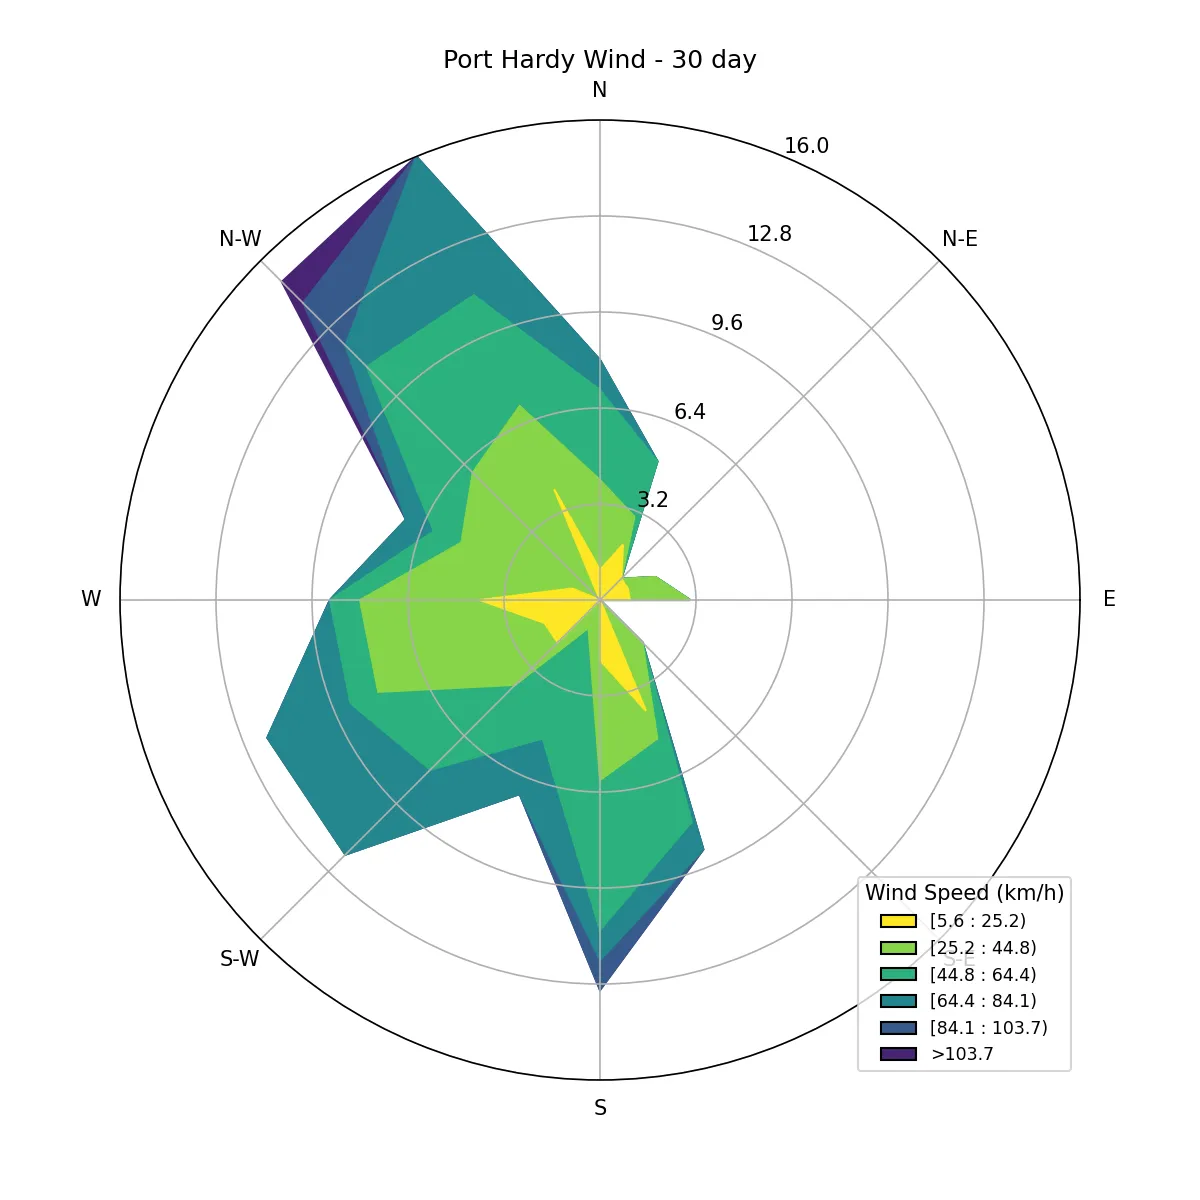 Port Hardy Wind - 30 day
N
16.0
N-W
12.8
N-E
9.6
6.4
3.2
W
E
Wind Speed (km/h)
[5.6 : 25.2)
[25.2 : 44.8)
S-W
S-E
[44.8 : 64.4)
[64.4 : 84.1)
[84.1 : 103.7)
>103.7
S